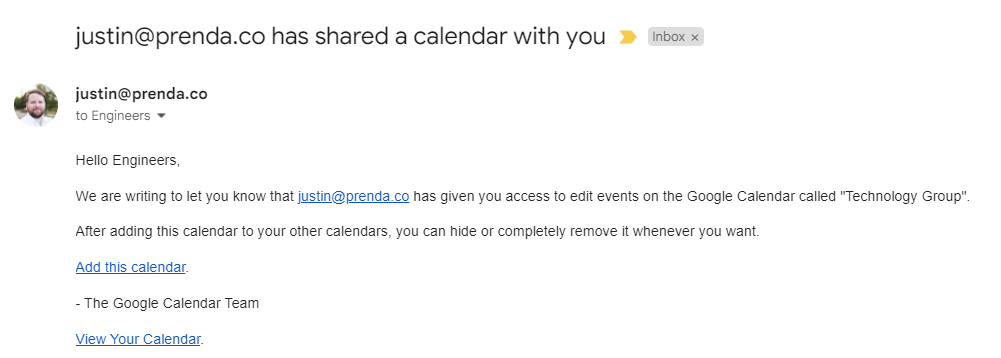 justin@prenda.co has shared a calendar with you Inbox ×
justin@prenda.co
to Engineers
Hello Engineers,
We are writing to let you know that justin@prenda.co has given you access to edit events on the Google Calendar called "Technology Group".
After adding this calendar to your other calendars, you can hide or completely remove it whenever you want.
Add this calendar.
- The Google Calendar Team
View Your Calendar.